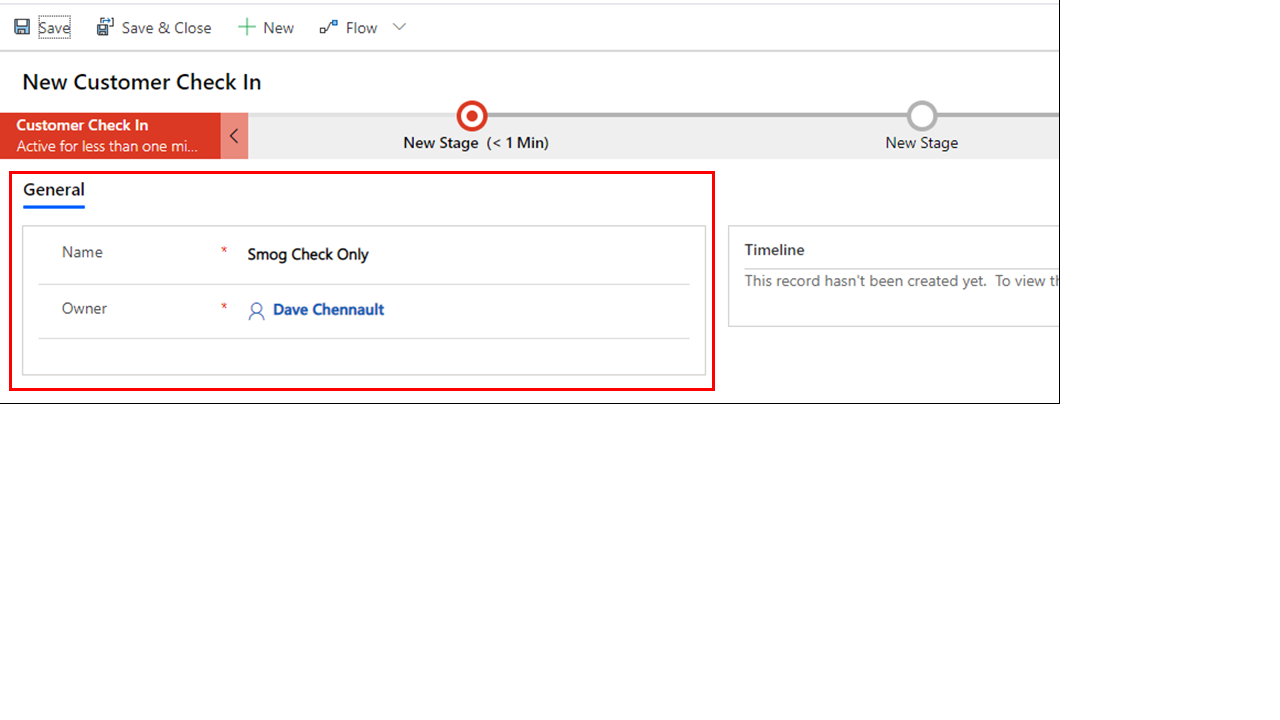 Save Save & Close New Flow
New Customer Check In
Customer Check In
Active for less than one mi...
New Stage (< 1 Min) New Stage
General
Name * Smog Check Only
Owner * Dave Chennault
Timeline
This record hasn't been created yet. To view